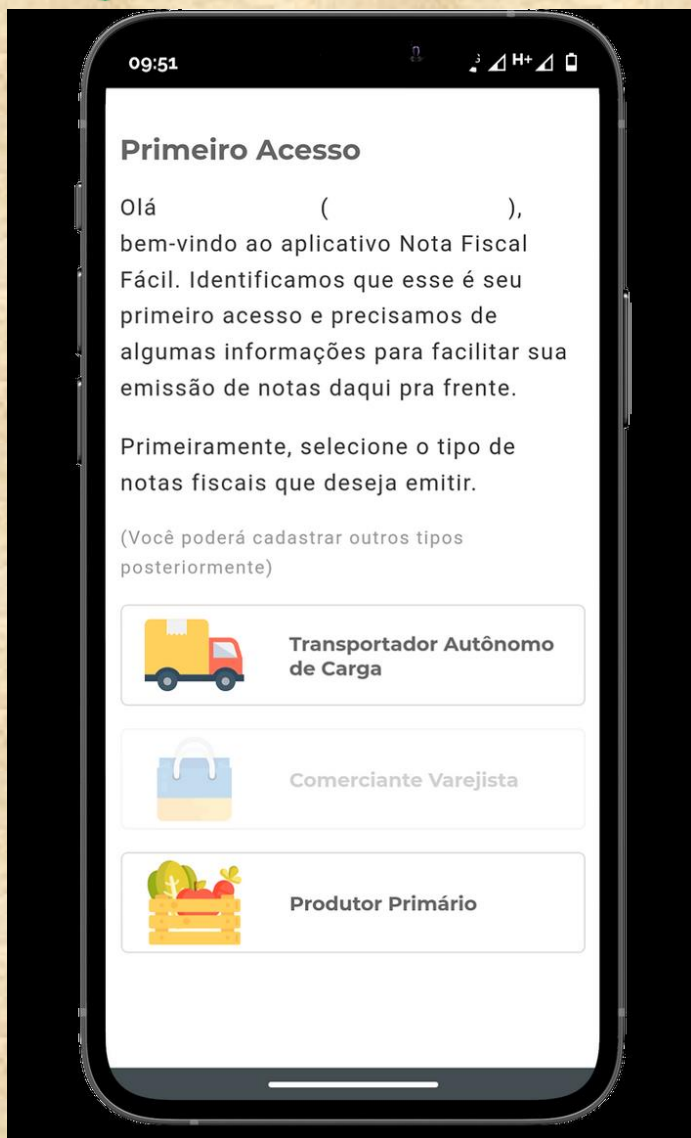 09:51
H+
Primeiro Acesso
Olá ( ),
bem-vindo ao aplicativo Nota Fiscal
Fácil. Identificamos que esse é seu
primeiro acesso e precisamos de
algumas informações para facilitar sua
emissão de notas daqui pra frente.
Primeiramente, selecione o tipo de
notas fiscais que deseja emitir.
(Você poderá cadastrar outros tipos
posteriormente)
Transportador Autônomo
de Carga
Comerciante Varejista
Produtor Primário